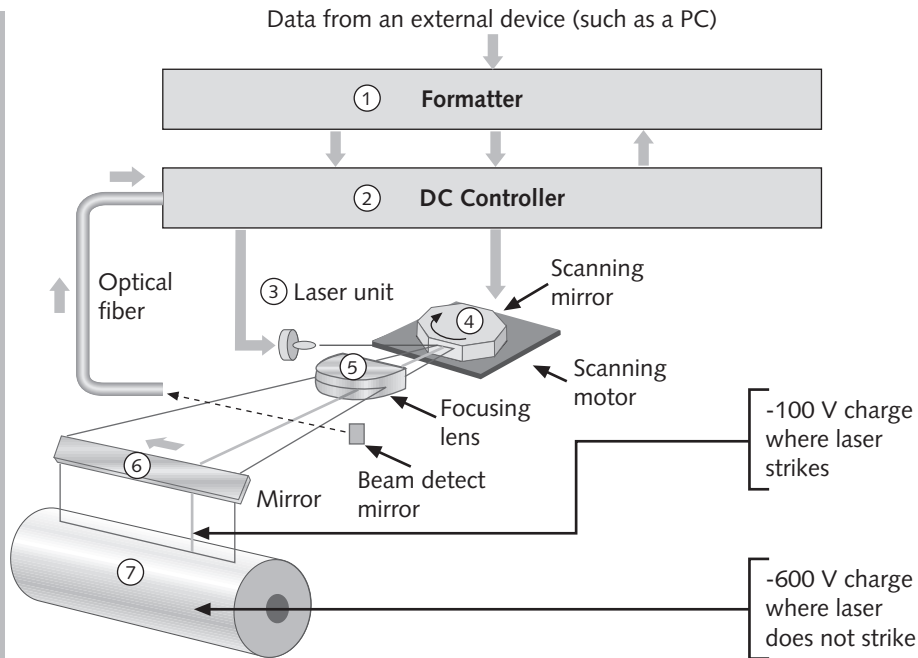 Data from an external device (such as a PC)
1 Formatter
2 DC Controller
Optical
fiber
3 Laser unit
Scanning
mirror
4
5
Scanning
motor
Focusing
lens
-100 V charge
where laser
strikes
6
Mirror
Beam detect
mirror
7
-600 V charge
where laser
does not strike